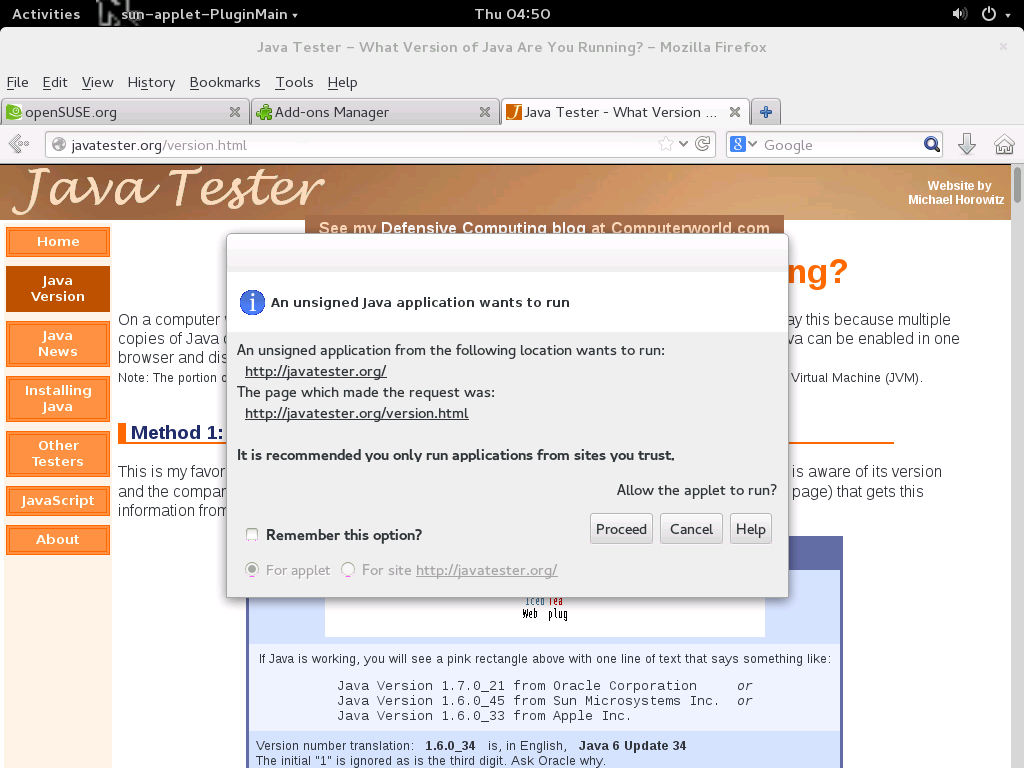 Activities sun-applet-PluginMain Thu 04:50
Java Tester - What Version of Java Are You Running? - Mozilla Firefox
File Edit View History Bookmarks Tools Help
openSUSE.org Add-ons Manager Java Tester - What Version ...
javatester.org/version.html Google
Java Tester
Website by
Michael Horowitz
See my Defensive Computing blog at Computerworld.com
Home
Java
Version
Java
News
Installing
Java
Other
Testers
JavaScript
About
ng?
On a computer
ay this because multiple
copies of Java
va can be enabled in one
browser and dis
Note: The portion o
Virtual Machine (JVM).
Method 1:
This is my favor
is aware of its version
and the compan
page) that gets this
information from
An unsigned Java application wants to run
An unsigned application from the following location wants to run:
http://javatester.org/
The page which made the request was:
http://javatester.org/version.html
It is recommended you only run applications from sites you trust.
Allow the applet to run?
Remember this option?
Proceed Cancel Help
For applet For site http://javatester.org/
Iced Tea
Web plug
If Java is working, you will see a pink rectangle above with one line of text that says something like:
Java Version 1.7.0_21 from Oracle Corporation or
Java Version 1.6.0_45 from Sun Microsystems Inc. or
Java Version 1.6.0_33 from Apple Inc.
Version number translation: 1.6.0_34 is, in English, Java 6 Update 34
The initial "1" is ignored as is the third digit. Ask Oracle why.